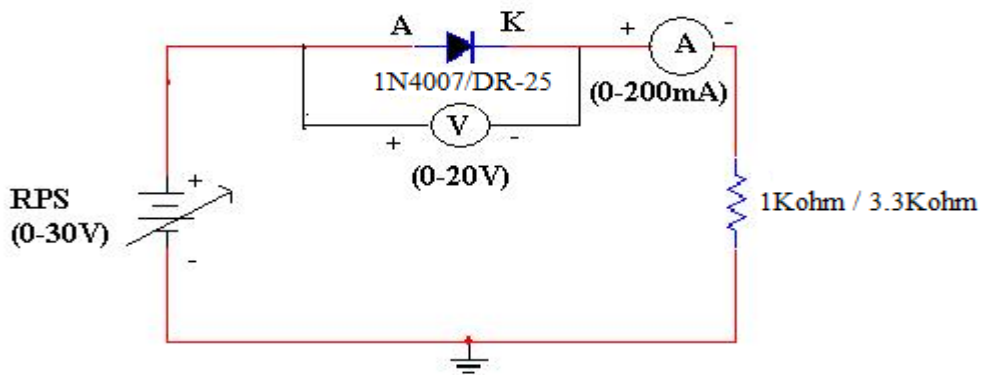 A K + -
A
1N4007/DR-25
(0-200mA)
+ V -
(0-20V)
RPS
(0-30V)
+
-
1Kohm / 3.3Kohm